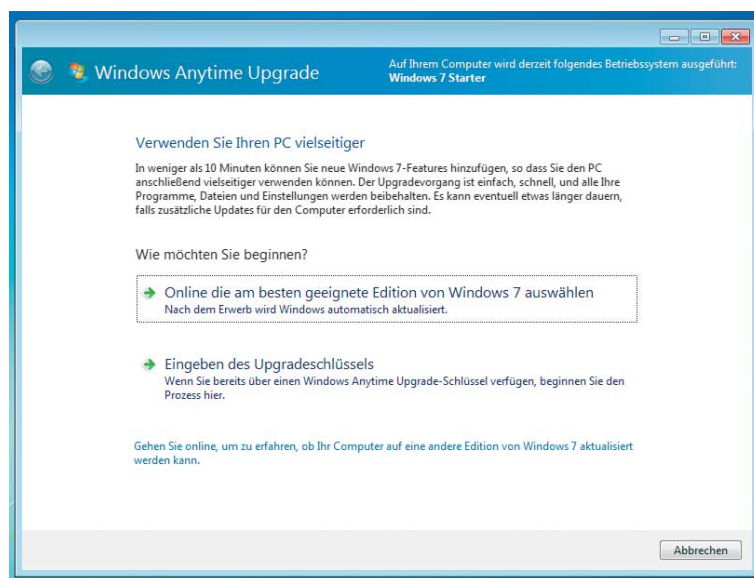 Windows Anytime Upgrade
Auf Ihrem Computer wird derzeit folgendes Betriebssystem ausgeführt:
Windows 7 Starter
Verwenden Sie Ihren PC vielseitiger
In weniger als 10 Minuten können Sie neue Windows 7-Features hinzufügen, so dass Sie den PC
anschließend vielseitiger verwenden können. Der Upgradevorgang ist einfach, schnell, und alle Ihre
Programme, Dateien und Einstellungen werden beibehalten. Es kann eventuell etwas länger dauern,
falls zusätzliche Updates für den Computer erforderlich sind.
Wie möchten Sie beginnen?
Online die am besten geeignete Edition von Windows 7 auswählen
Nach dem Erwerb wird Windows automatisch aktualisiert.
Eingeben des Upgradeschlüssels
Wenn Sie bereits über einen Windows Anytime Upgrade-Schlüssel verfügen, beginnen Sie den
Prozess hier.
Gehen Sie online, um zu erfahren, ob Ihr Computer auf eine andere Edition von Windows 7 aktualisiert
werden kann.
Abbrechen